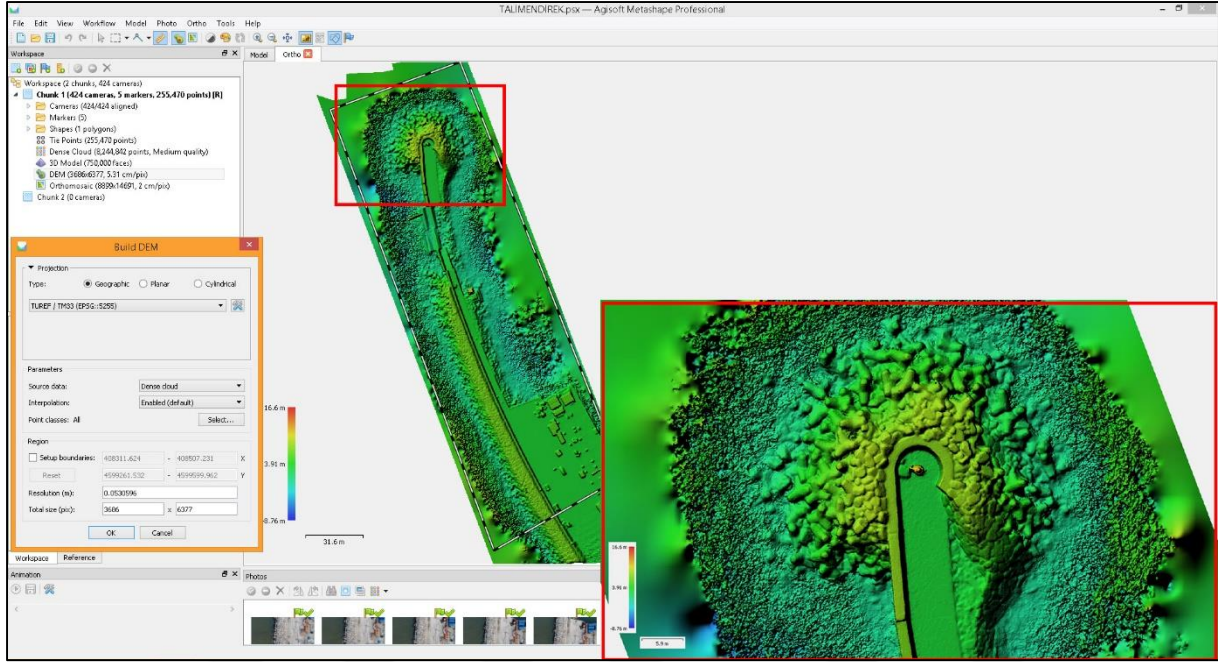 TALIMENDIREK.psx — Agisoft Metashape Professional
File Edit View Workflow Model Photo Ortho Tools Help
Workspace
Model Ortho
Workspace (2 chunks, 424 cameras)
Chunk 1 (424 cameras, 5 markers, 255,470 points) [R]
Cameras (424/424 aligned)
Markers (5)
Shapes (1 polygons)
Tie Points (255,470 points)
Dense Cloud (8,244,842 points, Medium quality)
3D Model (750,000 faces)
DEM (3686x6377, 5.31 cm/pix)
Orthomosaic (8899x14691, 2 cm/pix)
Chunk 2 (0 cameras)
Build DEM
Projection
Type: Geographic Planar Cylindrical
TUREF / TM33 (EPSG::5255)
Parameters
Source data: Dense cloud
Interpolation: Enabled (default)
Point classes: All Select...
Region
Setup boundaries: 408311.624 - 408507.231 X
Reset 4599261.532 - 4599599.962 Y
Resolution (m): 0.0530596
Total size (pix): 3686 x 6377
OK Cancel
16.6 m
3.91 m
-8.76 m
31.6 m
Workspace Reference
Animation
Photos
16.6 m
3.91 m
-8.76 m
5.9 m